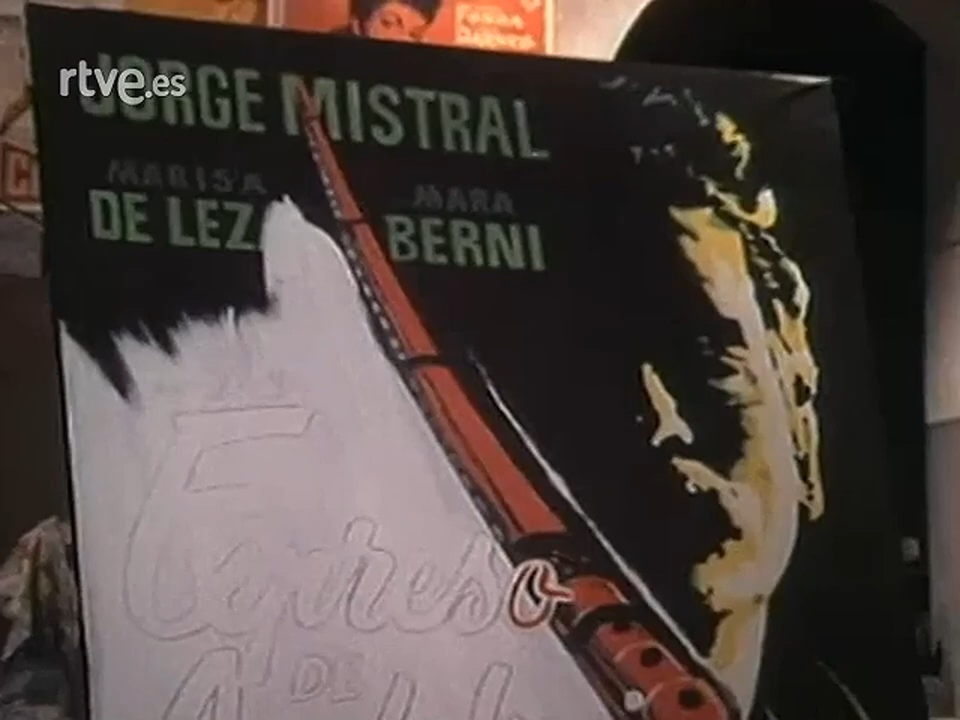 rtve.es
JORGE MISTRAL
MARISA
DE LEZA
MARA
BERNI
Expreso
DE